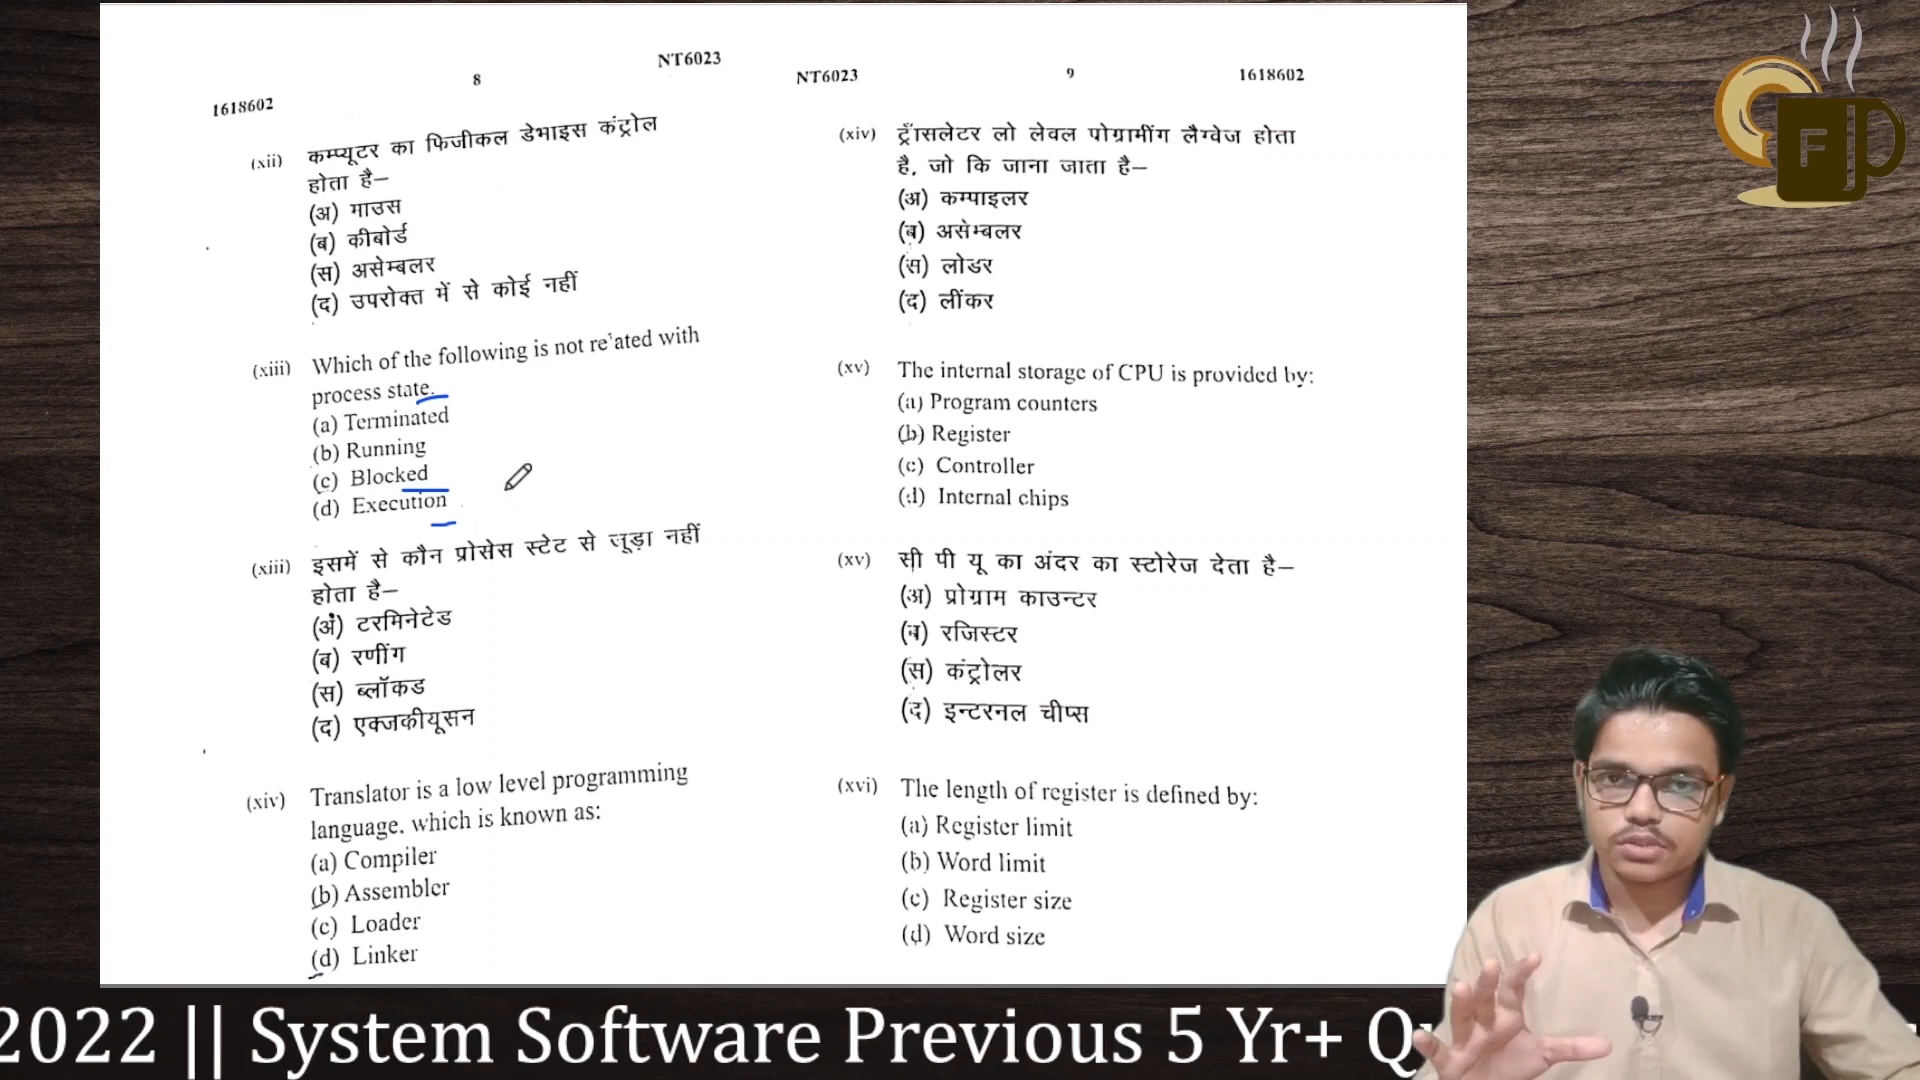 NT6023
8
1618602
(xii) कम्प्यूटर का फिजीकल डेभाइस कंट्रोल
होता है–
(अ) माउस
(ब) कीबोर्ड
(स) असेम्बलर
(द) उपरोक्त में से कोई नहीं
(xiii) Which of the following is not related with
process state.
(a) Terminated
(b) Running
(c) Blocked
(d) Execution
(xiii) इसमें से कौन प्रोसेस स्टेट से जूड़ा नहीं
होता है–
(अ) टरमिनेटेड
(ब) रणींग
(स) ब्लॉकड
(द) एक्जकीयूसन
(xiv) Translator is a low level programming
language. which is known as:
(a) Compiler
(b) Assembler
(c) Loader
(d) Linker
NT6023 9 1618602
(xiv) ट्राँसलेटर लो लेवल पोग्रामींग लैग्वेज होता
है, जो कि जाना जाता है–
(अ) कम्पाइलर
(ब) असेम्बलर
(स) लोडर
(द) लींकर
(xv) The internal storage of CPU is provided by:
(a) Program counters
(b) Register
(c) Controller
(d) Internal chips
(xv) सी पी यू का अंदर का स्टोरेज देता है–
(अ) प्रोग्राम काउन्टर
(ब) रजिस्टर
(स) कंट्रोलर
(द) इन्टरनल चीप्स
(xvi) The length of register is defined by:
(a) Register limit
(b) Word limit
(c) Register size
(d) Word size
FJ
2022 || System Software Previous 5 Yr+